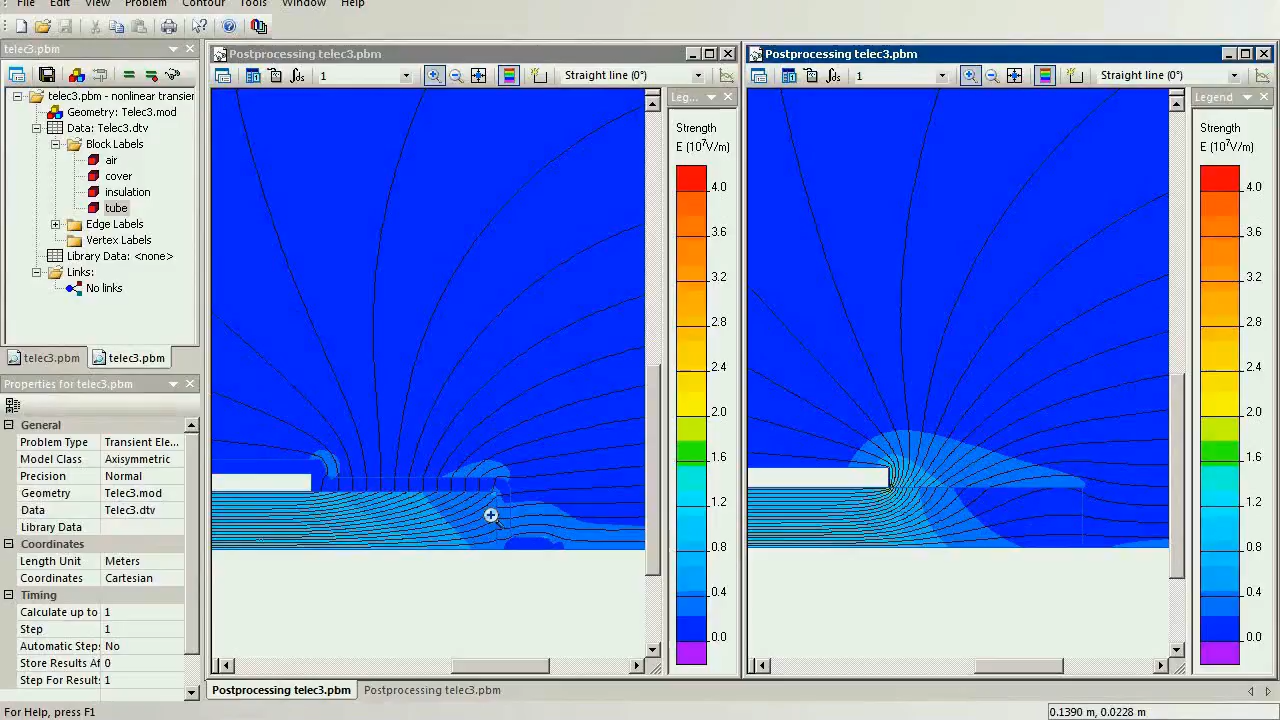 File Edit View Problem Contour Tools Window Help
telec3.pbm
telec3.pbm - nonlinear transier
Geometry: Telec3.mod
Data: Telec3.dtv
Block Labels
air
cover
insulation
tube
Edge Labels
Vertex Labels
Library Data: <none>
Links:
No links
telec3.pbm telec3.pbm
Properties for telec3.pbm
General
Problem Type Transient Ele...
Model Class Axisymmetric
Precision Normal
Geometry Telec3.mod
Data Telec3.dtv
Library Data
Coordinates
Length Unit Meters
Coordinates Cartesian
Timing
Calculate up to 1
Step 1
Automatic Step: No
Store Results Af 0
Step For Results 1
Postprocessing telec3.pbm
1 Straight line (0°)
Leg...
Strength
E (10⁷V/m)
4.0
3.6
3.2
2.8
2.4
2.0
1.6
1.2
0.8
0.4
0.0
Postprocessing telec3.pbm
1 Straight line (0°)
Legend
Strength
E (10⁷V/m)
4.0
3.6
3.2
2.8
2.4
2.0
1.6
1.2
0.8
0.4
0.0
Postprocessing telec3.pbm Postprocessing telec3.pbm
For Help, press F1
0.1390 m, 0.0228 m